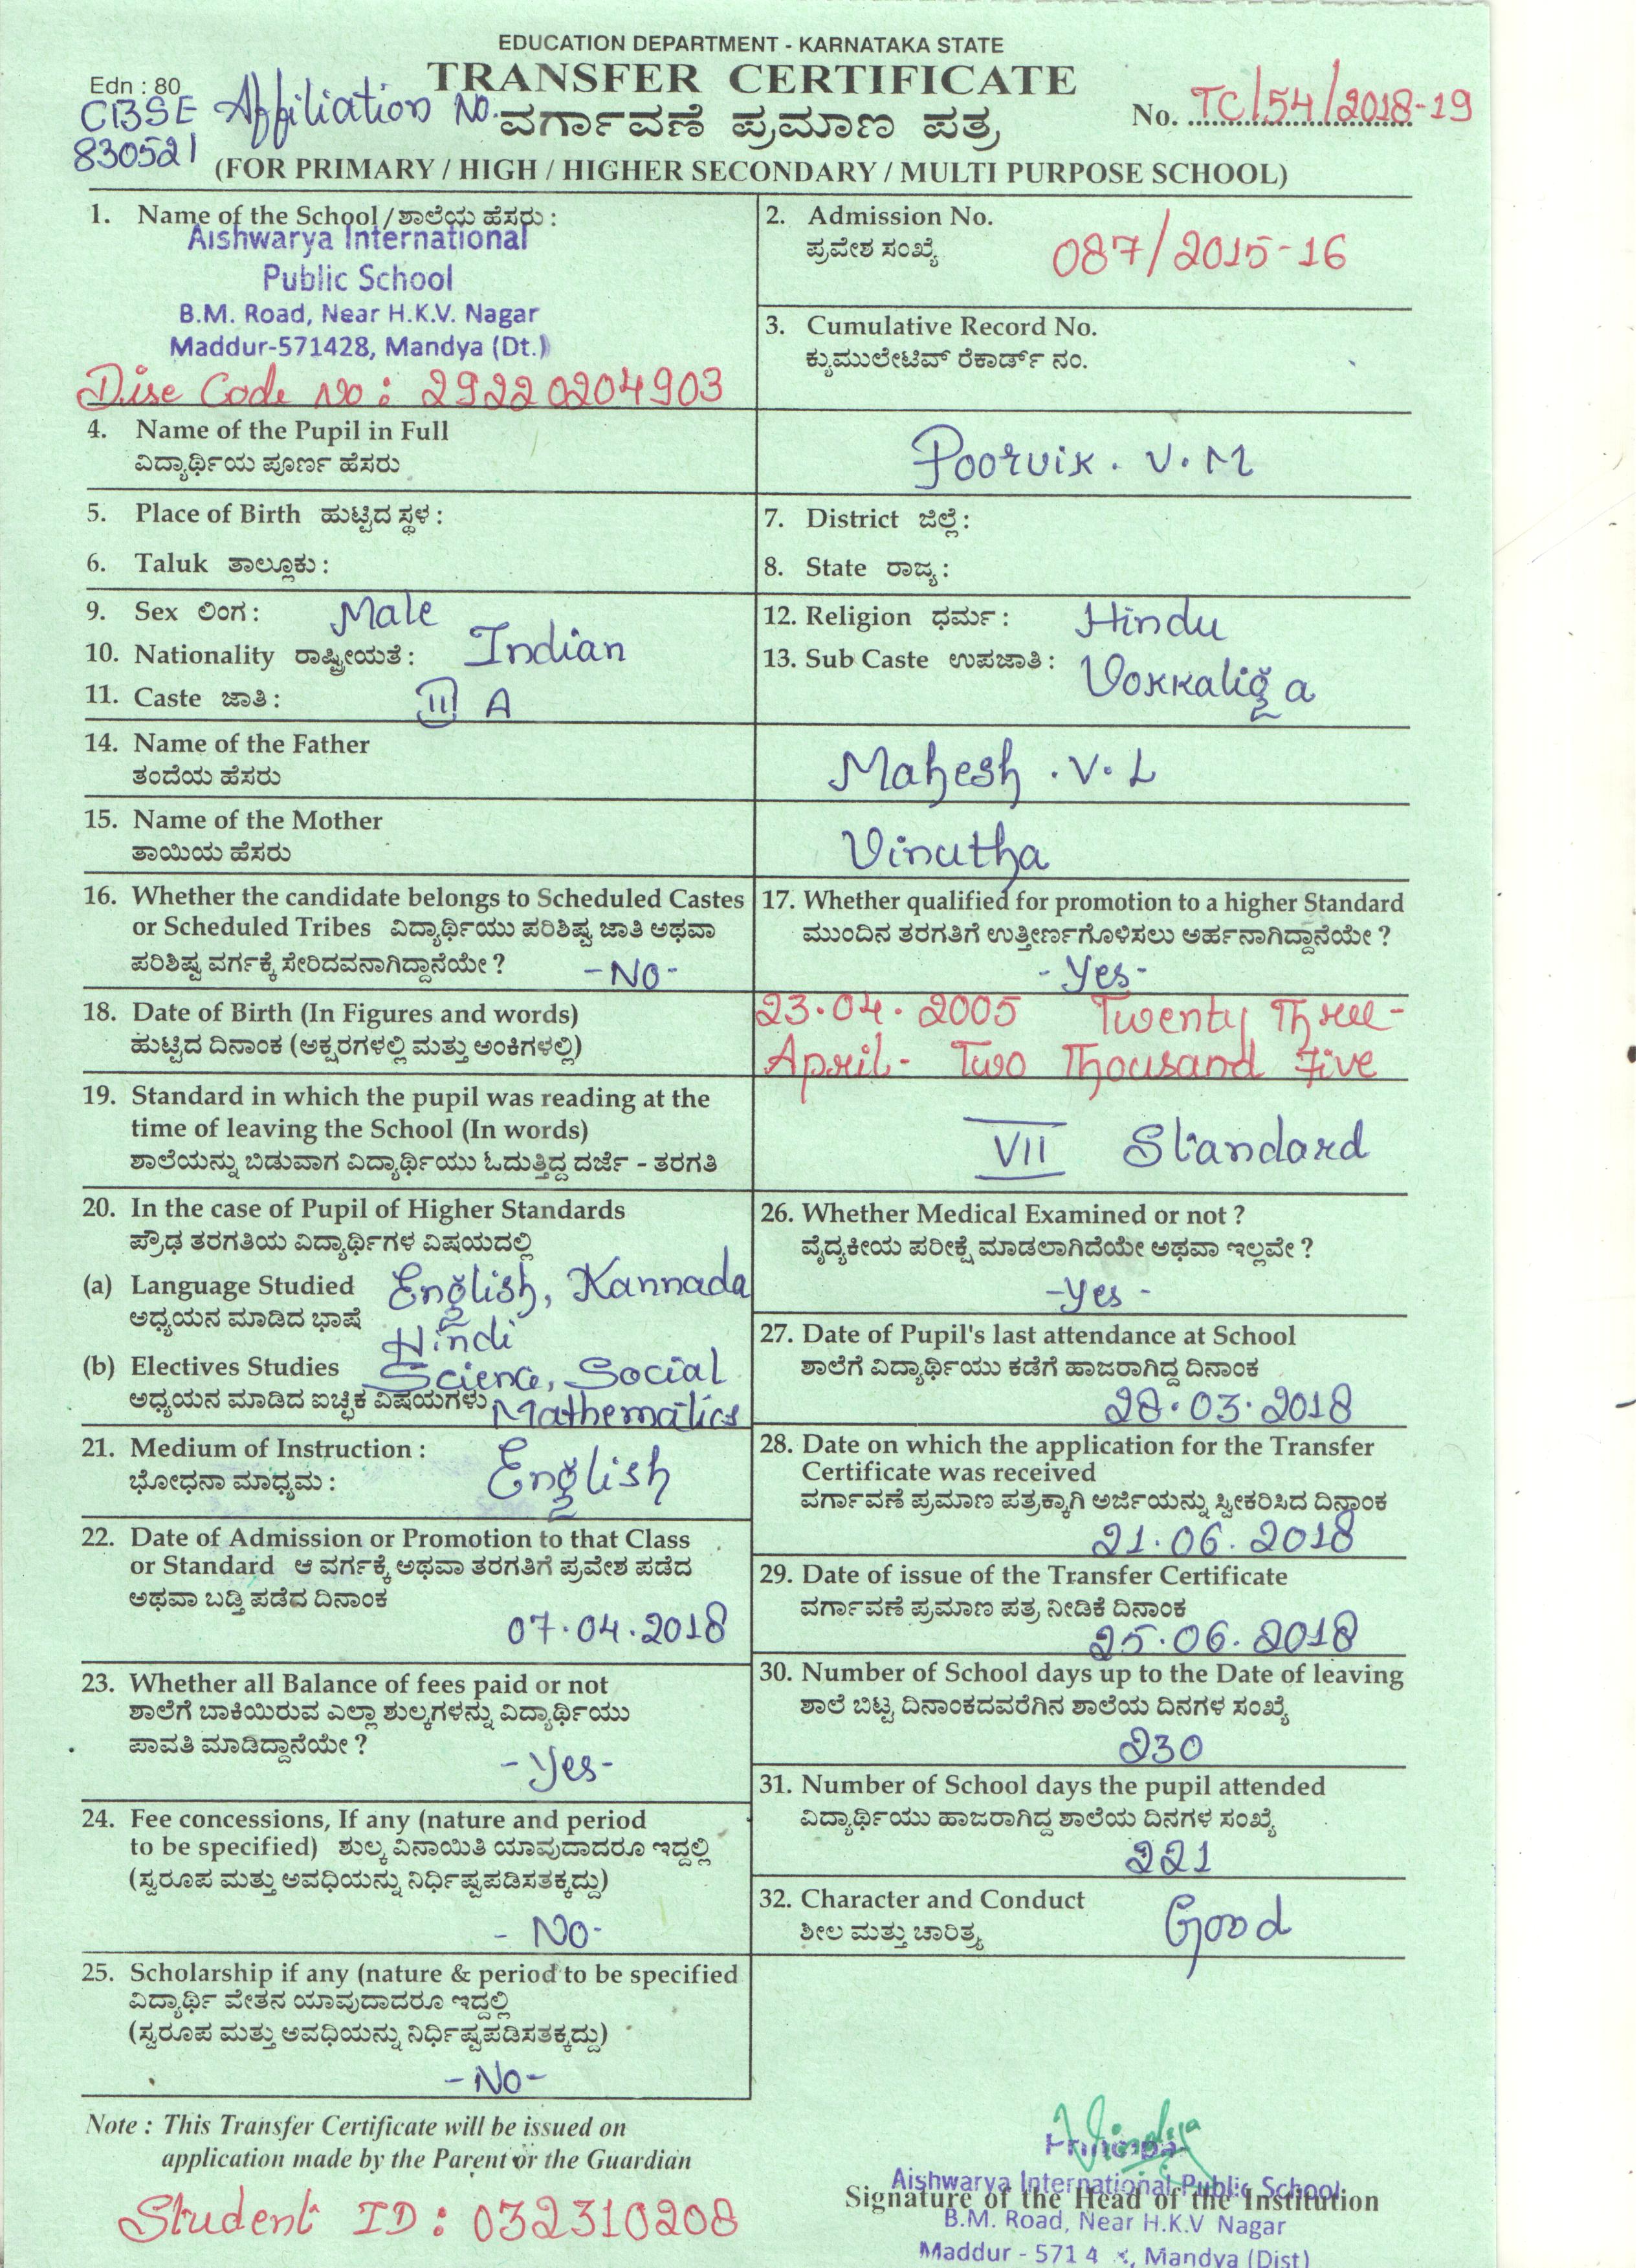 EDUCATION DEPARTMENT - KARNATAKA STATE
Edn : 80
TRANSFER CERTIFICATE
CBSE Affiliation No.
830521
ವರ್ಗಾವಣೆ ಪ್ರಮಾಣ ಪತ್ರ
No. TC/54/2018-19
(FOR PRIMARY / HIGH / HIGHER SECONDARY / MULTI PURPOSE SCHOOL)
1. Name of the School / ಶಾಲೆಯ ಹೆಸರು :
Aishwarya International
Public School
B.M. Road, Near H.K.V. Nagar
Maddur-571428, Mandya (Dt.)
Dise Code No : 29220204903
2. Admission No.
ಪ್ರವೇಶ ಸಂಖ್ಯೆ 087/2015-16
3. Cumulative Record No.
ಕ್ಯುಮುಲೇಟಿವ್ ರೆಕಾರ್ಡ್ ನಂ.
4. Name of the Pupil in Full
ವಿದ್ಯಾರ್ಥಿಯ ಪೂರ್ಣ ಹೆಸರು
Poorvik . V . M
5. Place of Birth ಹುಟ್ಟಿದ ಸ್ಥಳ :
6. Taluk ತಾಲ್ಲೂಕು :
7. District ಜಿಲ್ಲೆ :
8. State ರಾಜ್ಯ :
9. Sex ಲಿಂಗ : Male
10. Nationality ರಾಷ್ಟ್ರೀಯತೆ : Indian
11. Caste ಜಾತಿ : III A
12. Religion ಧರ್ಮ : Hindu
13. Sub Caste ಉಪಜಾತಿ : Vokkaliga
14. Name of the Father
ತಂದೆಯ ಹೆಸರು
Mahesh . V . L
15. Name of the Mother
ತಾಯಿಯ ಹೆಸರು
Vinutha
16. Whether the candidate belongs to Scheduled Castes
or Scheduled Tribes ವಿದ್ಯಾರ್ಥಿಯು ಪರಿಶಿಷ್ಟ ಜಾತಿ ಅಥವಾ
ಪರಿಶಿಷ್ಟ ವರ್ಗಕ್ಕೆ ಸೇರಿದವನಾಗಿದ್ದಾನೆಯೇ ? - No -
17. Whether qualified for promotion to a higher Standard
ಮುಂದಿನ ತರಗತಿಗೆ ಉತ್ತೀರ್ಣಗೊಳಿಸಲು ಅರ್ಹನಾಗಿದ್ದಾನೆಯೇ ?
- Yes -
18. Date of Birth (In Figures and words)
ಹುಟ್ಟಿದ ದಿನಾಂಕ (ಅಕ್ಷರಗಳಲ್ಲಿ ಮತ್ತು ಅಂಕಿಗಳಲ್ಲಿ)
23.04.2005 Twenty Three -
April - Two Thousand Five
19. Standard in which the pupil was reading at the
time of leaving the School (In words)
ಶಾಲೆಯನ್ನು ಬಿಡುವಾಗ ವಿದ್ಯಾರ್ಥಿಯು ಓದುತ್ತಿದ್ದ ದರ್ಜೆ - ತರಗತಿ
VII Standard
20. In the case of Pupil of Higher Standards
ಪ್ರೌಢ ತರಗತಿಯ ವಿದ್ಯಾರ್ಥಿಗಳ ವಿಷಯದಲ್ಲಿ
(a) Language Studied English, Kannada
ಅಧ್ಯಯನ ಮಾಡಿದ ಭಾಷೆ Hindi
(b) Electives Studies Science, Social
ಅಧ್ಯಯನ ಮಾಡಿದ ಐಚ್ಛಿಕ ವಿಷಯಗಳು Mathematics
21. Medium of Instruction : English
ಭೋಧನಾ ಮಾಧ್ಯಮ :
22. Date of Admission or Promotion to that Class
or Standard ಆ ವರ್ಗಕ್ಕೆ ಅಥವಾ ತರಗತಿಗೆ ಪ್ರವೇಶ ಪಡೆದ
ಅಥವಾ ಬಡ್ತಿ ಪಡೆದ ದಿನಾಂಕ
07.04.2018
23. Whether all Balance of fees paid or not
ಶಾಲೆಗೆ ಬಾಕಿಯಿರುವ ಎಲ್ಲಾ ಶುಲ್ಕಗಳನ್ನು ವಿದ್ಯಾರ್ಥಿಯು
ಪಾವತಿ ಮಾಡಿದ್ದಾನೆಯೇ ?
- Yes -
24. Fee concessions, If any (nature and period
to be specified) ಶುಲ್ಕ ವಿನಾಯಿತಿ ಯಾವುದಾದರೂ ಇದ್ದಲ್ಲಿ
(ಸ್ವರೂಪ ಮತ್ತು ಅವಧಿಯನ್ನು ನಿರ್ಧಿಷ್ಟಪಡಿಸತಕ್ಕದ್ದು)
- No -
25. Scholarship if any (nature & period to be specified
ವಿದ್ಯಾರ್ಥಿ ವೇತನ ಯಾವುದಾದರೂ ಇದ್ದಲ್ಲಿ
(ಸ್ವರೂಪ ಮತ್ತು ಅವಧಿಯನ್ನು ನಿರ್ಧಿಷ್ಟಪಡಿಸತಕ್ಕದ್ದು)
- No -
26. Whether Medical Examined or not ?
ವೈದ್ಯಕೀಯ ಪರೀಕ್ಷೆ ಮಾಡಲಾಗಿದೆಯೇ ಅಥವಾ ಇಲ್ಲವೇ ?
- Yes -
27. Date of Pupil's last attendance at School
ಶಾಲೆಗೆ ವಿದ್ಯಾರ್ಥಿಯು ಕಡೆಗೆ ಹಾಜರಾಗಿದ್ದ ದಿನಾಂಕ
28.03.2018
28. Date on which the application for the Transfer
Certificate was received
ವರ್ಗಾವಣೆ ಪ್ರಮಾಣ ಪತ್ರಕ್ಕಾಗಿ ಅರ್ಜಿಯನ್ನು ಸ್ವೀಕರಿಸಿದ ದಿನಾಂಕ
21.06.2018
29. Date of issue of the Transfer Certificate
ವರ್ಗಾವಣೆ ಪ್ರಮಾಣ ಪತ್ರ ನೀಡಿಕೆ ದಿನಾಂಕ
25.06.2018
30. Number of School days up to the Date of leaving
ಶಾಲೆ ಬಿಟ್ಟ ದಿನಾಂಕದವರೆಗಿನ ಶಾಲೆಯ ದಿನಗಳ ಸಂಖ್ಯೆ
230
31. Number of School days the pupil attended
ವಿದ್ಯಾರ್ಥಿಯು ಹಾಜರಾಗಿದ್ದ ಶಾಲೆಯ ದಿನಗಳ ಸಂಖ್ಯೆ
221
32. Character and Conduct
ಶೀಲ ಮತ್ತು ಚಾರಿತ್ರ್ಯ Good
Note : This Transfer Certificate will be issued on
application made by the Parent or the Guardian
Student ID : 032310208
Principal
Aishwarya International Public School
Signature of the Head of the Institution
B.M. Road, Near H.K.V Nagar
Maddur - 571 4 , Mandya (Dist)